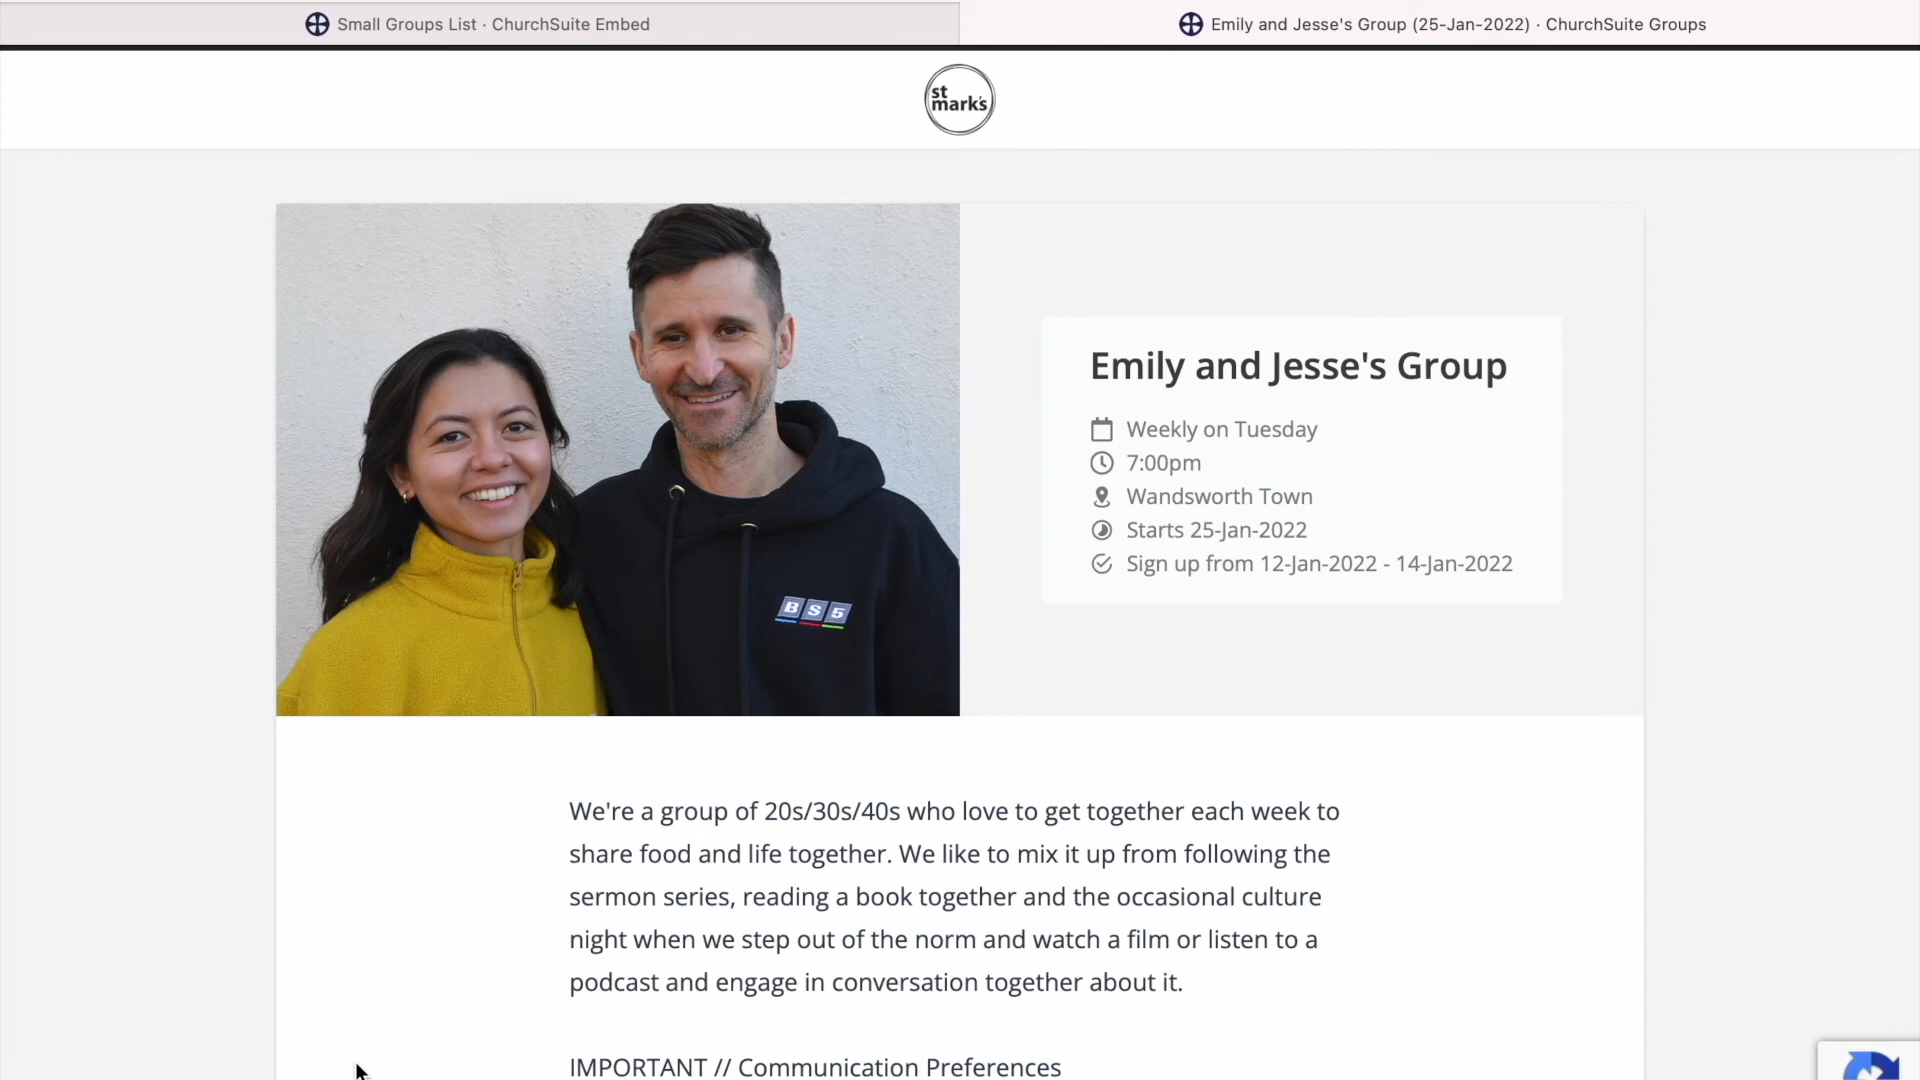 Small Groups List · ChurchSuite Embed
Emily and Jesse's Group (25-Jan-2022) · ChurchSuite Groups
st
mark's
BS5
Emily and Jesse's Group
Weekly on Tuesday
7:00pm
Wandsworth Town
Starts 25-Jan-2022
Sign up from 12-Jan-2022 - 14-Jan-2022
We're a group of 20s/30s/40s who love to get together each week to
share food and life together. We like to mix it up from following the
sermon series, reading a book together and the occasional culture
night when we step out of the norm and watch a film or listen to a
podcast and engage in conversation together about it.
IMPORTANT // Communication Preferences